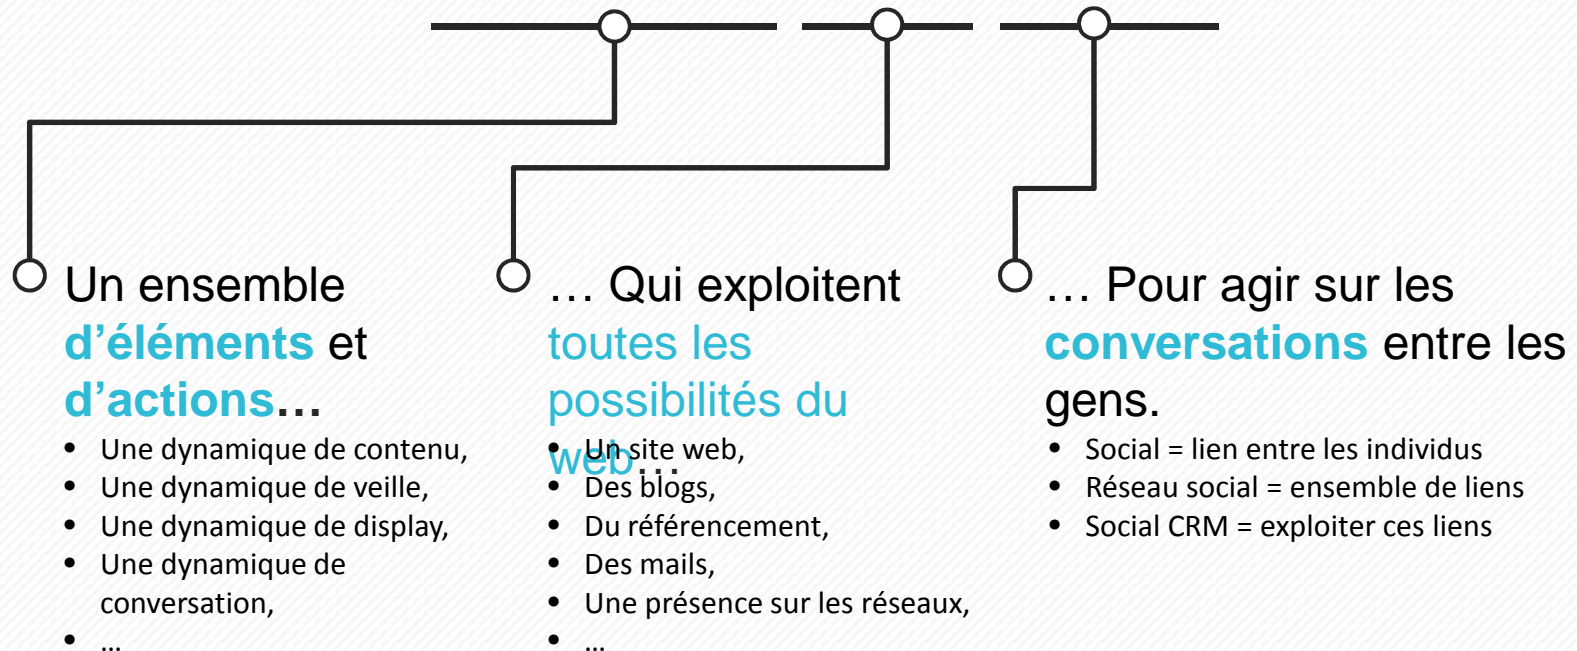 Un ensemble
d’éléments et
d’actions…
• Une dynamique de contenu,
• Une dynamique de veille,
• Une dynamique de display,
• Une dynamique de
conversation,
• …
… Qui exploitent
toutes les
possibilités du
web…
• Un site web,
• Des blogs,
• Du référencement,
• Des mails,
• Une présence sur les réseaux,
• …
… Pour agir sur les
conversations entre les
gens.
• Social = lien entre les individus
• Réseau social = ensemble de liens
• Social CRM = exploiter ces liens